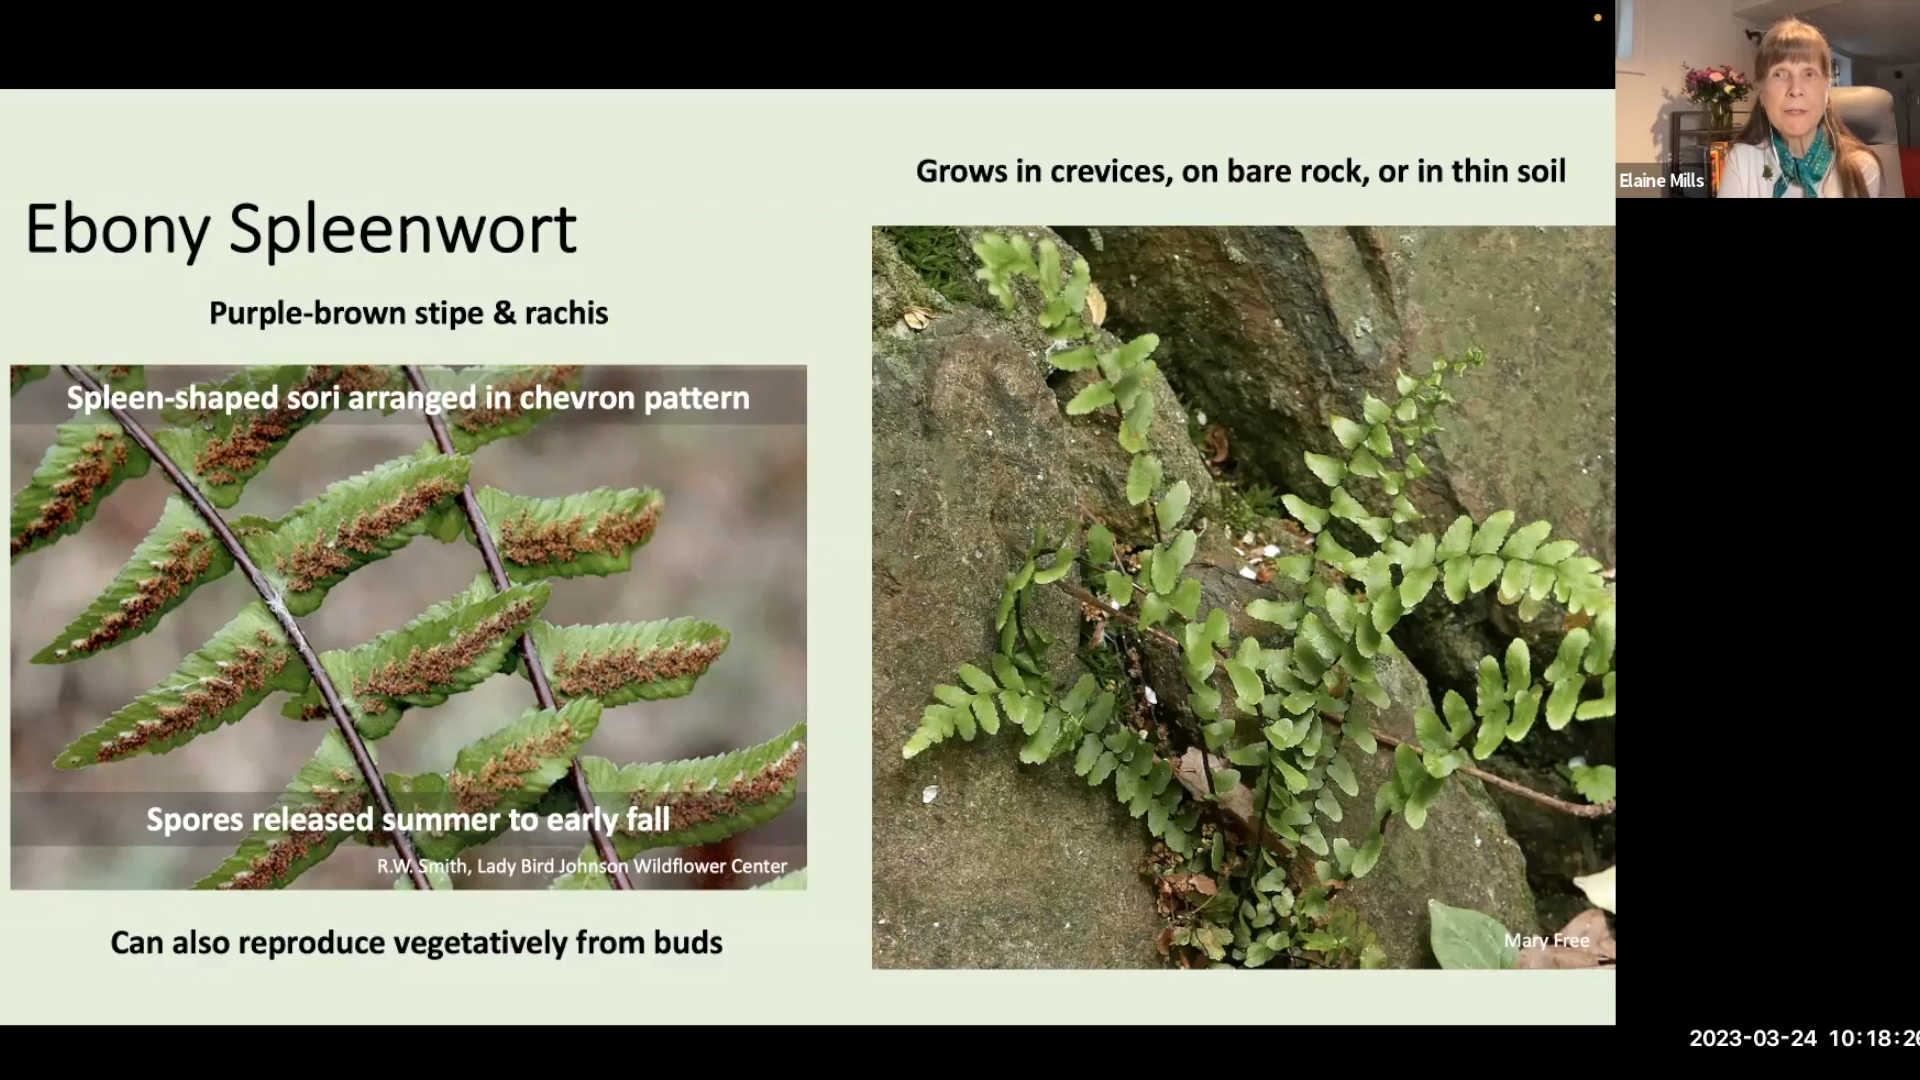 Ebony Spleenwort
Purple-brown stipe & rachis
Spleen-shaped sori arranged in chevron pattern
Spores released summer to early fall
R.W. Smith, Lady Bird Johnson Wildflower Center
Can also reproduce vegetatively from buds
Grows in crevices, on bare rock, or in thin soil
Mary Free
Elaine Mills
2023-03-24 10:18:26